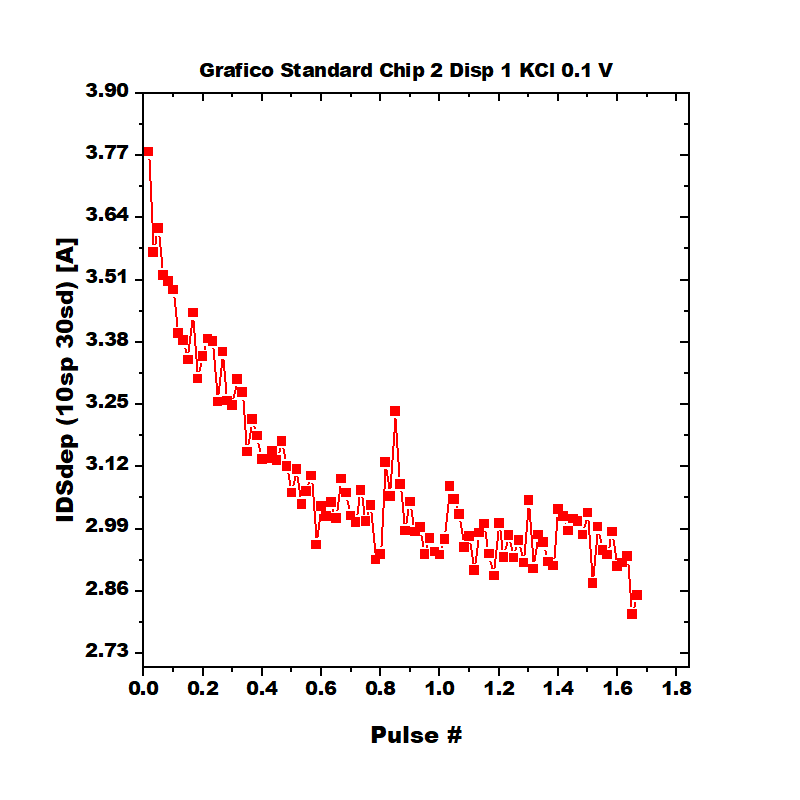 Grafico Standard Chip 2 Disp 1 KCl 0.1 V
3.90
3.77
3.64
3.51
3.38
3.25
3.12
2.99
2.86
2.73
IDSdep (10sp 30sd) [A]
0.0 0.2 0.4 0.6 0.8 1.0 1.2 1.4 1.6 1.8
Pulse #